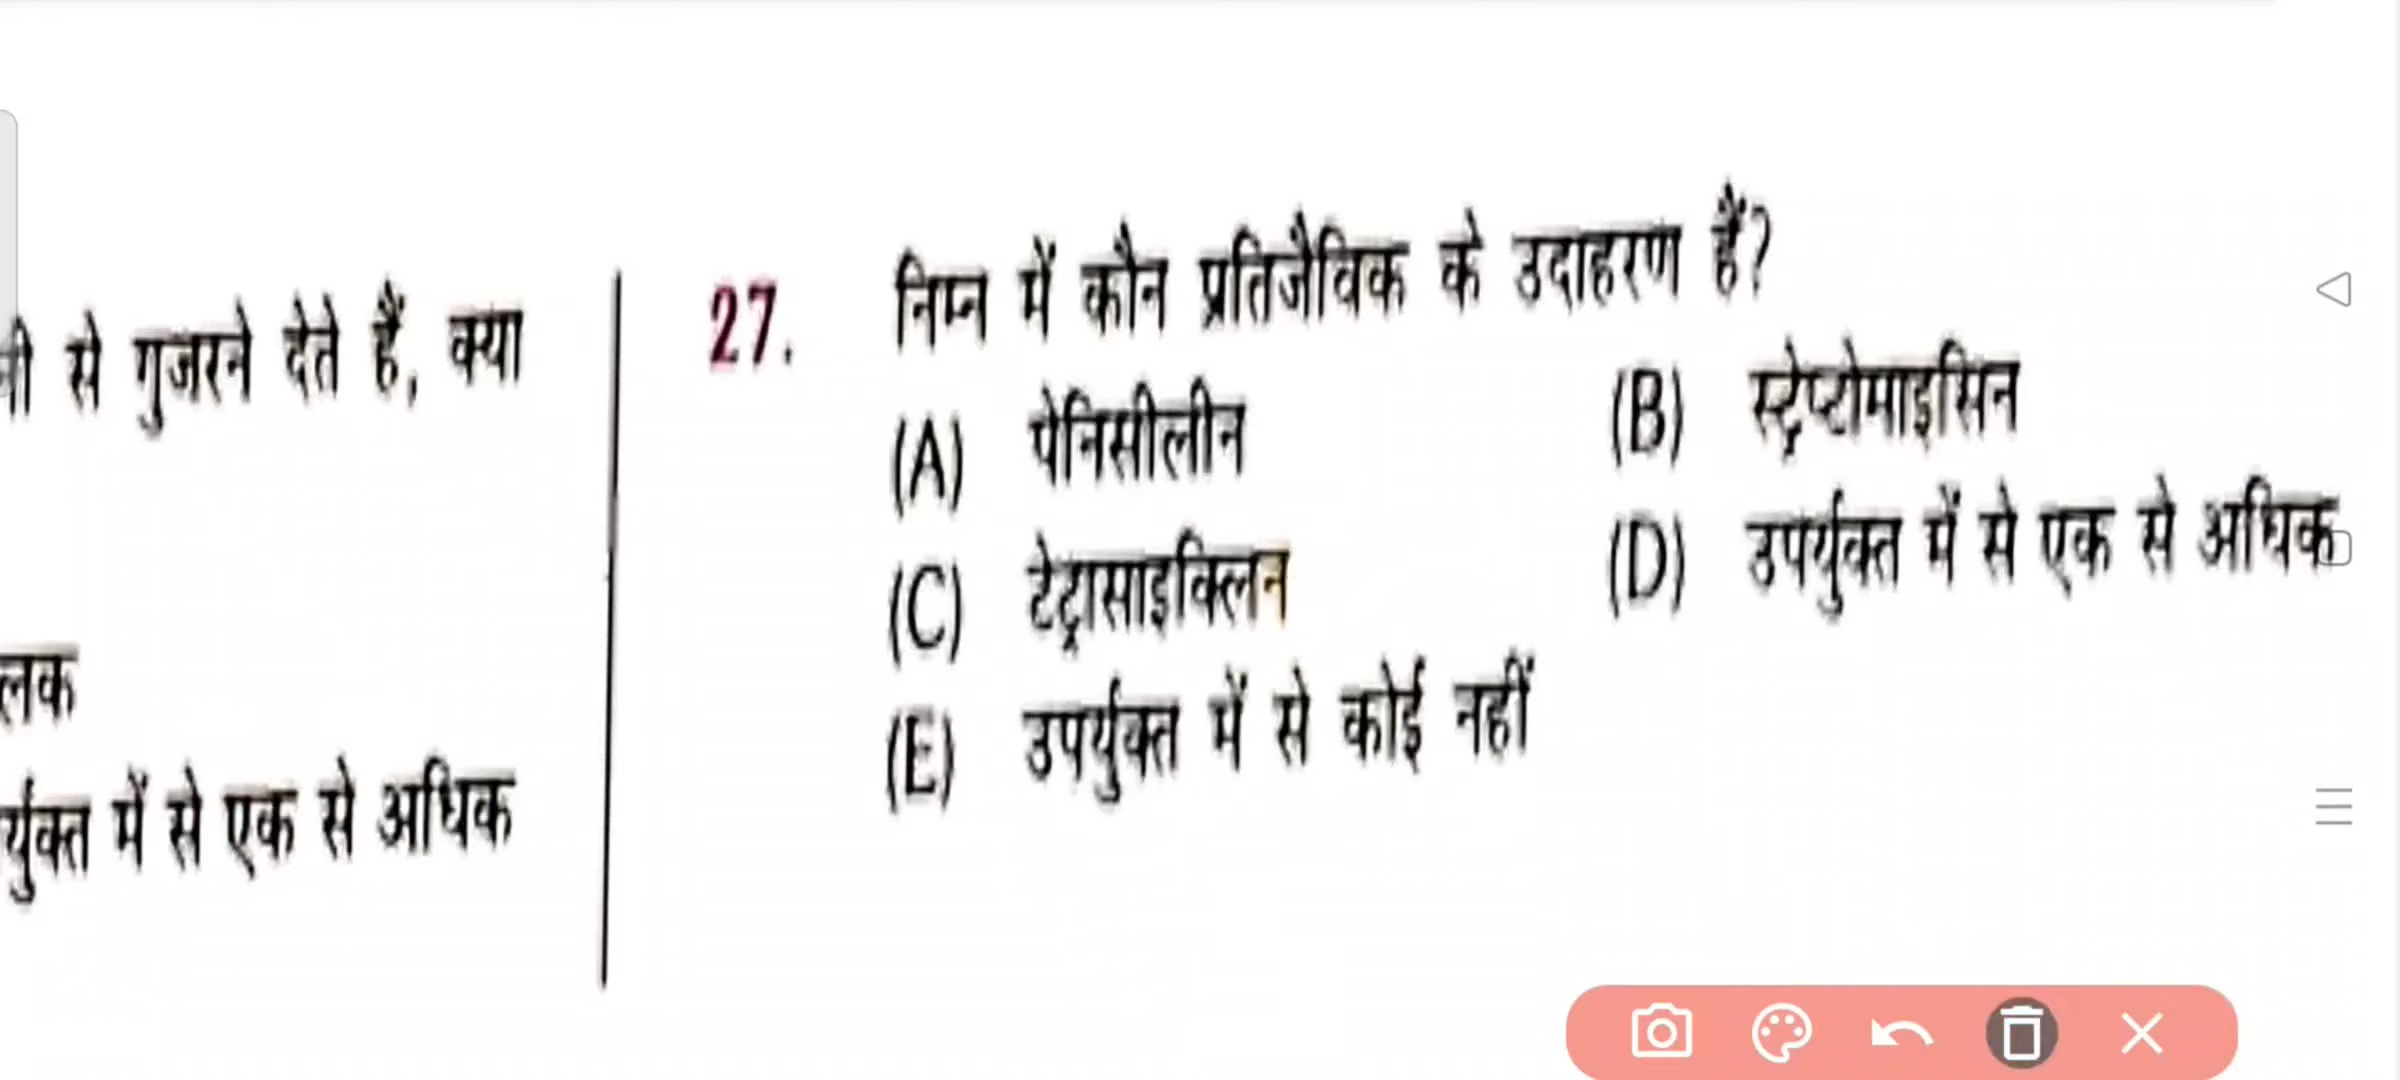 से गुजरने देते हैं, क्या
लक
में से एक से अधिक
27. निम्न में कौन प्रतिजैविक के उदाहरण हैं?
(A) पेनिसीलीन (B) स्ट्रेप्टोमाइसिन
(C) टेट्रासाइक्लिन (D) उपर्युक्त में से एक से अधिक
(E) उपर्युक्त में से कोई नहीं